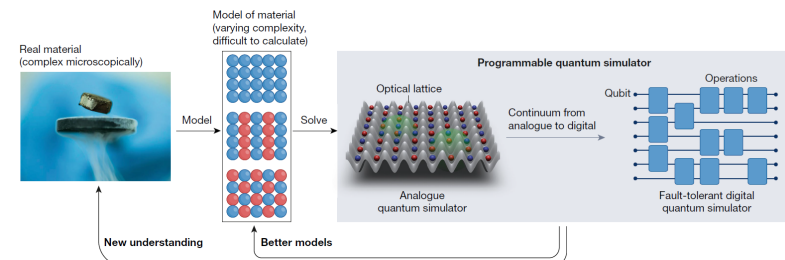 Real material
(complex microscopically)
Model
Model of material
(varying complexity,
difficult to calculate)
Solve
Programmable quantum simulator
Optical lattice
Analogue
quantum simulator
Continuum from
analogue to digital
Operations
Qubit
Fault-tolerant digital
quantum simulator
New understanding
Better models